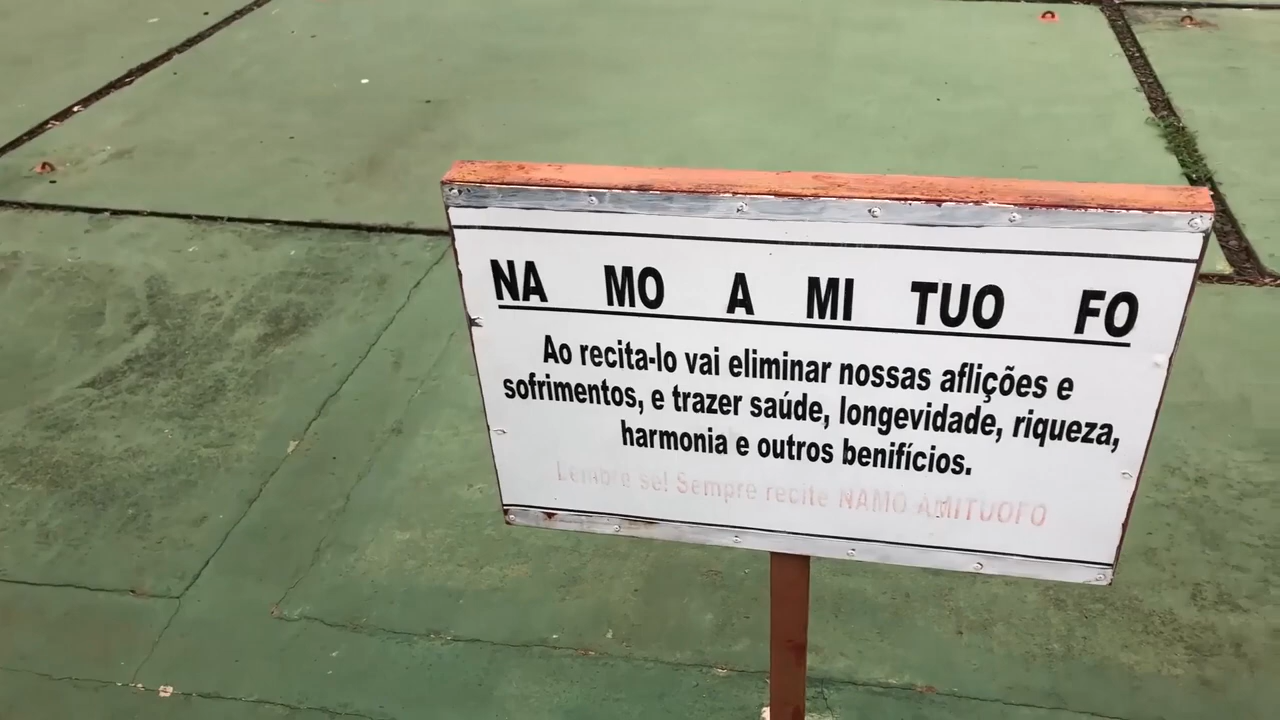 NA MO A MI TUO FO
Ao recita-lo vai eliminar nossas aflições e
sofrimentos, e trazer saúde, longevidade, riqueza,
harmonia e outros benifícios.
Lembre se! Sempre recite NAMO AMITUOFO